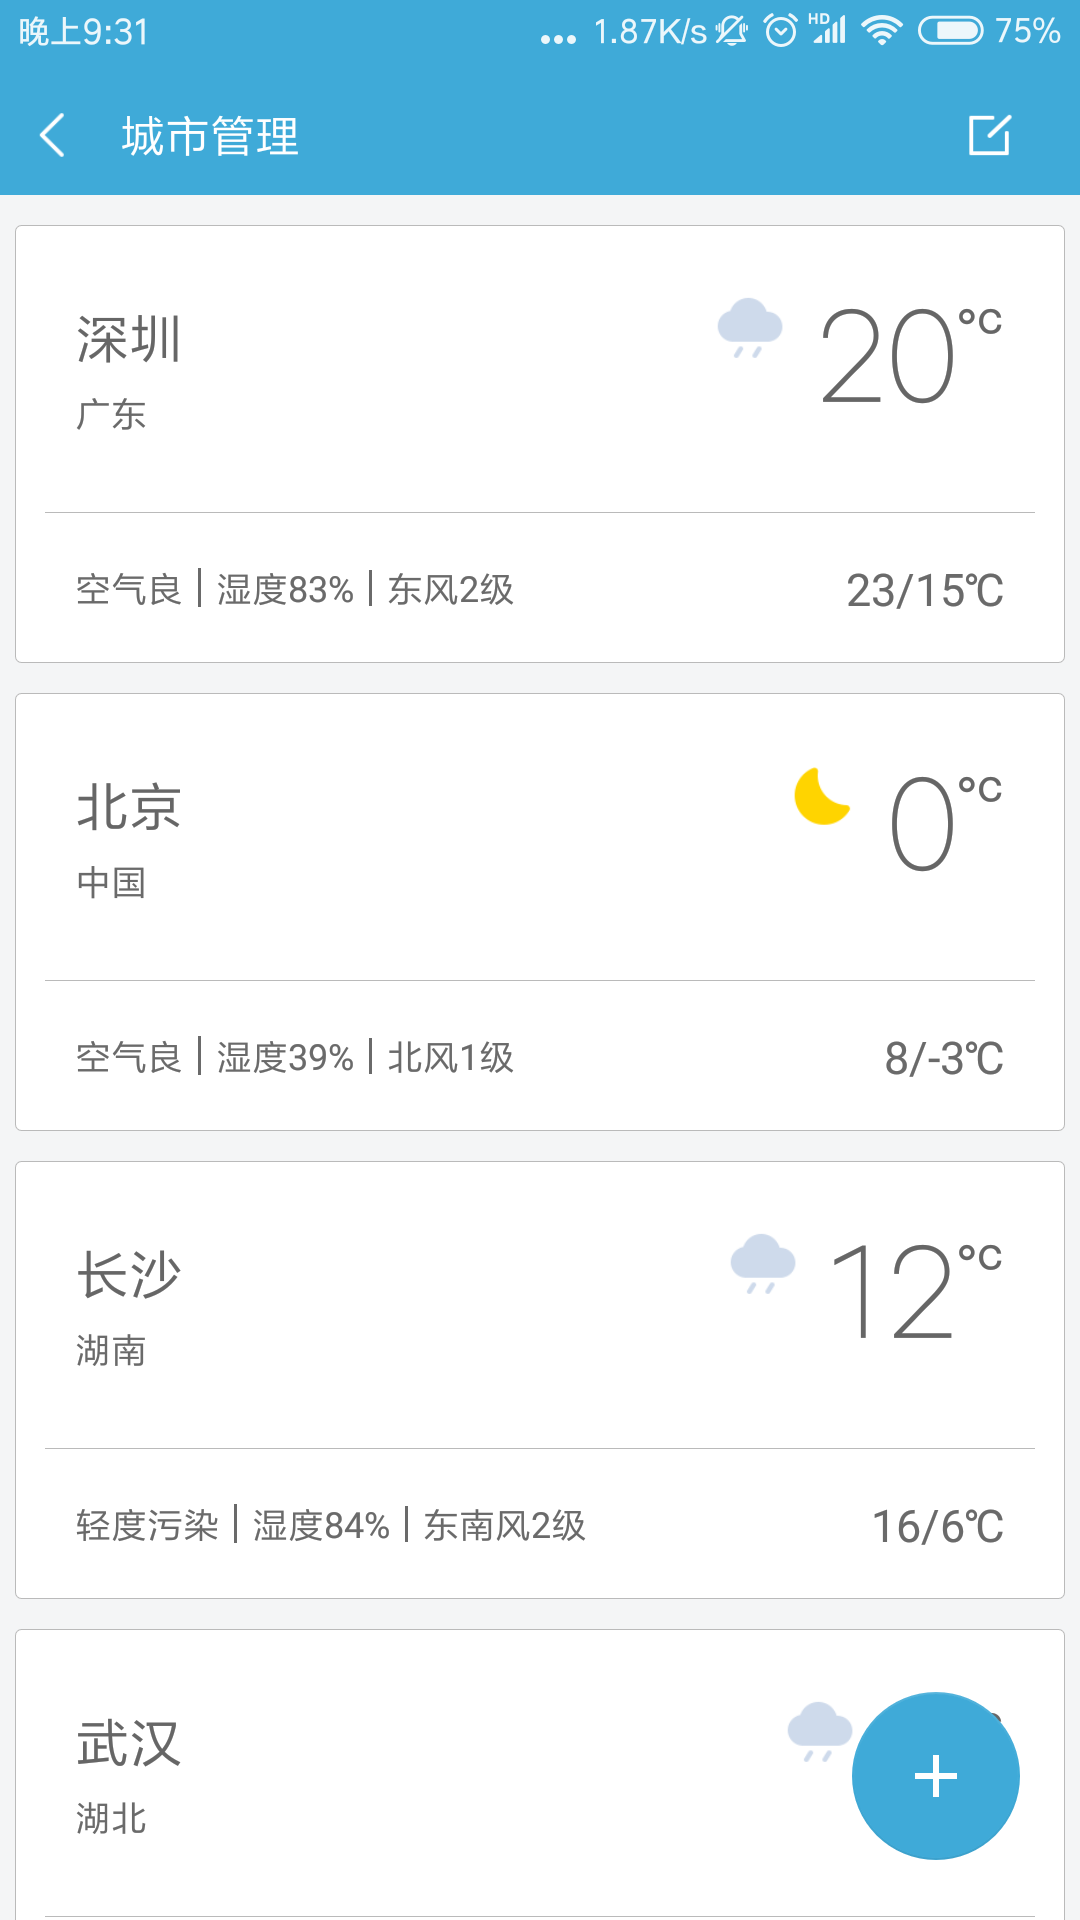 晚上9:31 ... 1.87K/s HD 75%
城市管理
深圳 20°C
广东
空气良 | 湿度83% | 东风2级 23/15℃
北京 0°C
中国
空气良 | 湿度39% | 北风1级 8/-3℃
长沙 12°C
湖南
轻度污染 | 湿度84% | 东南风2级 16/6℃
武汉
湖北